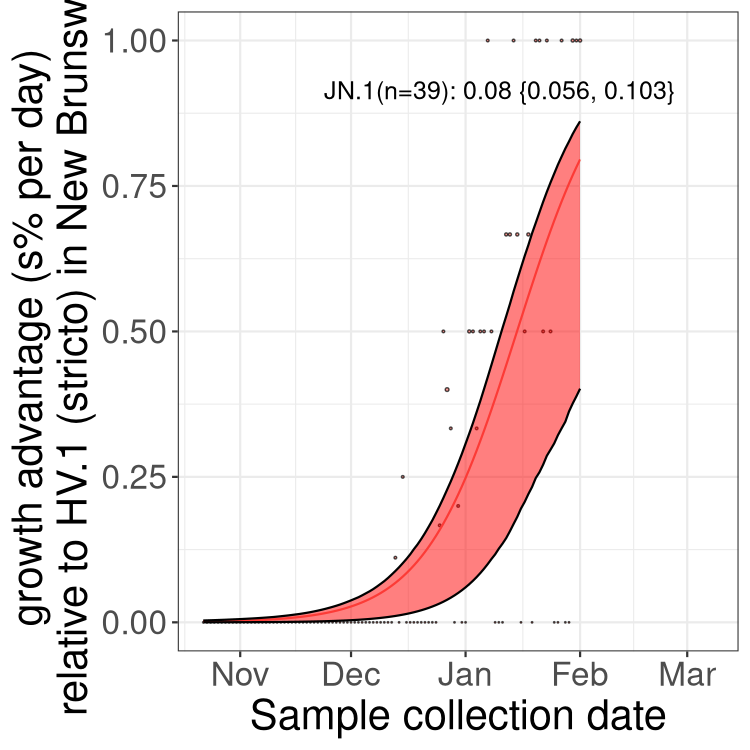 growth advantage (s% per day)
relative to HV.1 (stricto) in New Brunsw
1.00
0.75
0.50
0.25
0.00
JN.1(n=39): 0.08 {0.056, 0.103}
Nov Dec Jan Feb Mar
Sample collection date